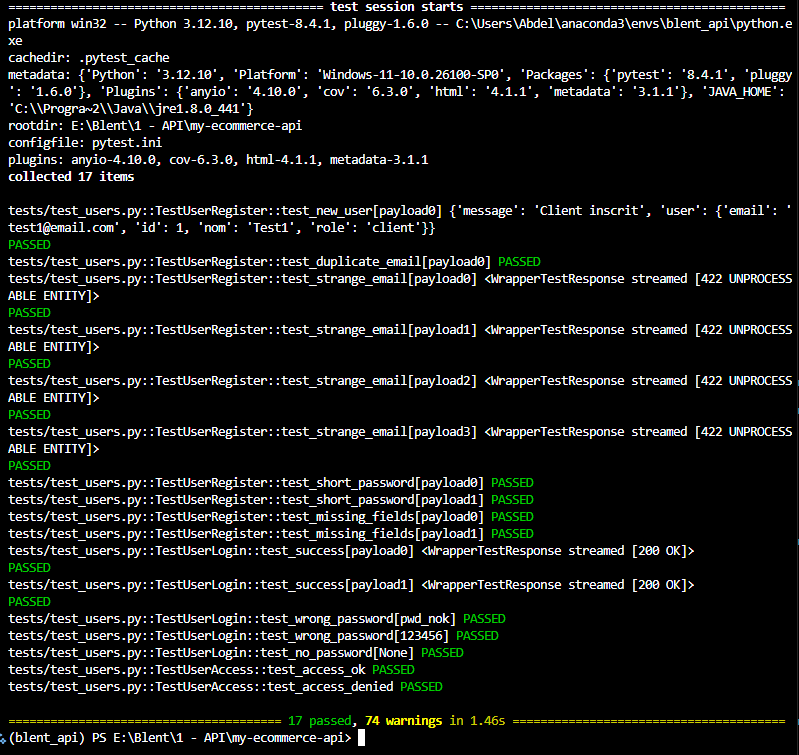 ============================================= test session starts =============================================
platform win32 -- Python 3.12.10, pytest-8.4.1, pluggy-1.6.0 -- C:\Users\Abdel\anaconda3\envs\blent_api\python.e
xe
cachedir: .pytest_cache
metadata: {'Python': '3.12.10', 'Platform': 'Windows-11-10.0.26100-SP0', 'Packages': {'pytest': '8.4.1', 'pluggy
': '1.6.0'}, 'Plugins': {'anyio': '4.10.0', 'cov': '6.3.0', 'html': '4.1.1', 'metadata': '3.1.1'}, 'JAVA_HOME':
'C:\\Progra~2\\Java\\jre1.8.0_441'}
rootdir: E:\Blent\1 - API\my-ecommerce-api
configfile: pytest.ini
plugins: anyio-4.10.0, cov-6.3.0, html-4.1.1, metadata-3.1.1
collected 17 items
tests/test_users.py::TestUserRegister::test_new_user[payload0] {'message': 'Client inscrit', 'user': {'email': '
test1@email.com', 'id': 1, 'nom': 'Test1', 'role': 'client'}}
PASSED
tests/test_users.py::TestUserRegister::test_duplicate_email[payload0] PASSED
tests/test_users.py::TestUserRegister::test_strange_email[payload0] <WrapperTestResponse streamed [422 UNPROCESS
ABLE ENTITY]>
PASSED
tests/test_users.py::TestUserRegister::test_strange_email[payload1] <WrapperTestResponse streamed [422 UNPROCESS
ABLE ENTITY]>
PASSED
tests/test_users.py::TestUserRegister::test_strange_email[payload2] <WrapperTestResponse streamed [422 UNPROCESS
ABLE ENTITY]>
PASSED
tests/test_users.py::TestUserRegister::test_strange_email[payload3] <WrapperTestResponse streamed [422 UNPROCESS
ABLE ENTITY]>
PASSED
tests/test_users.py::TestUserRegister::test_short_password[payload0] PASSED
tests/test_users.py::TestUserRegister::test_short_password[payload1] PASSED
tests/test_users.py::TestUserRegister::test_missing_fields[payload0] PASSED
tests/test_users.py::TestUserRegister::test_missing_fields[payload1] PASSED
tests/test_users.py::TestUserLogin::test_success[payload0] <WrapperTestResponse streamed [200 OK]>
PASSED
tests/test_users.py::TestUserLogin::test_success[payload1] <WrapperTestResponse streamed [200 OK]>
PASSED
tests/test_users.py::TestUserLogin::test_wrong_password[pwd_nok] PASSED
tests/test_users.py::TestUserLogin::test_wrong_password[123456] PASSED
tests/test_users.py::TestUserLogin::test_no_password[None] PASSED
tests/test_users.py::TestUserAccess::test_access_ok PASSED
tests/test_users.py::TestUserAccess::test_access_denied PASSED
======================================= 17 passed, 74 warnings in 1.46s =======================================
(blent_api) PS E:\Blent\1 - API\my-ecommerce-api>